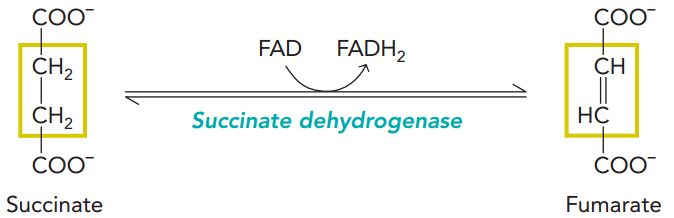 COO⁻
CH₂
CH₂
COO⁻
Succinate
FAD FADH₂
Succinate dehydrogenase
COO⁻
CH
HC
COO⁻
Fumarate